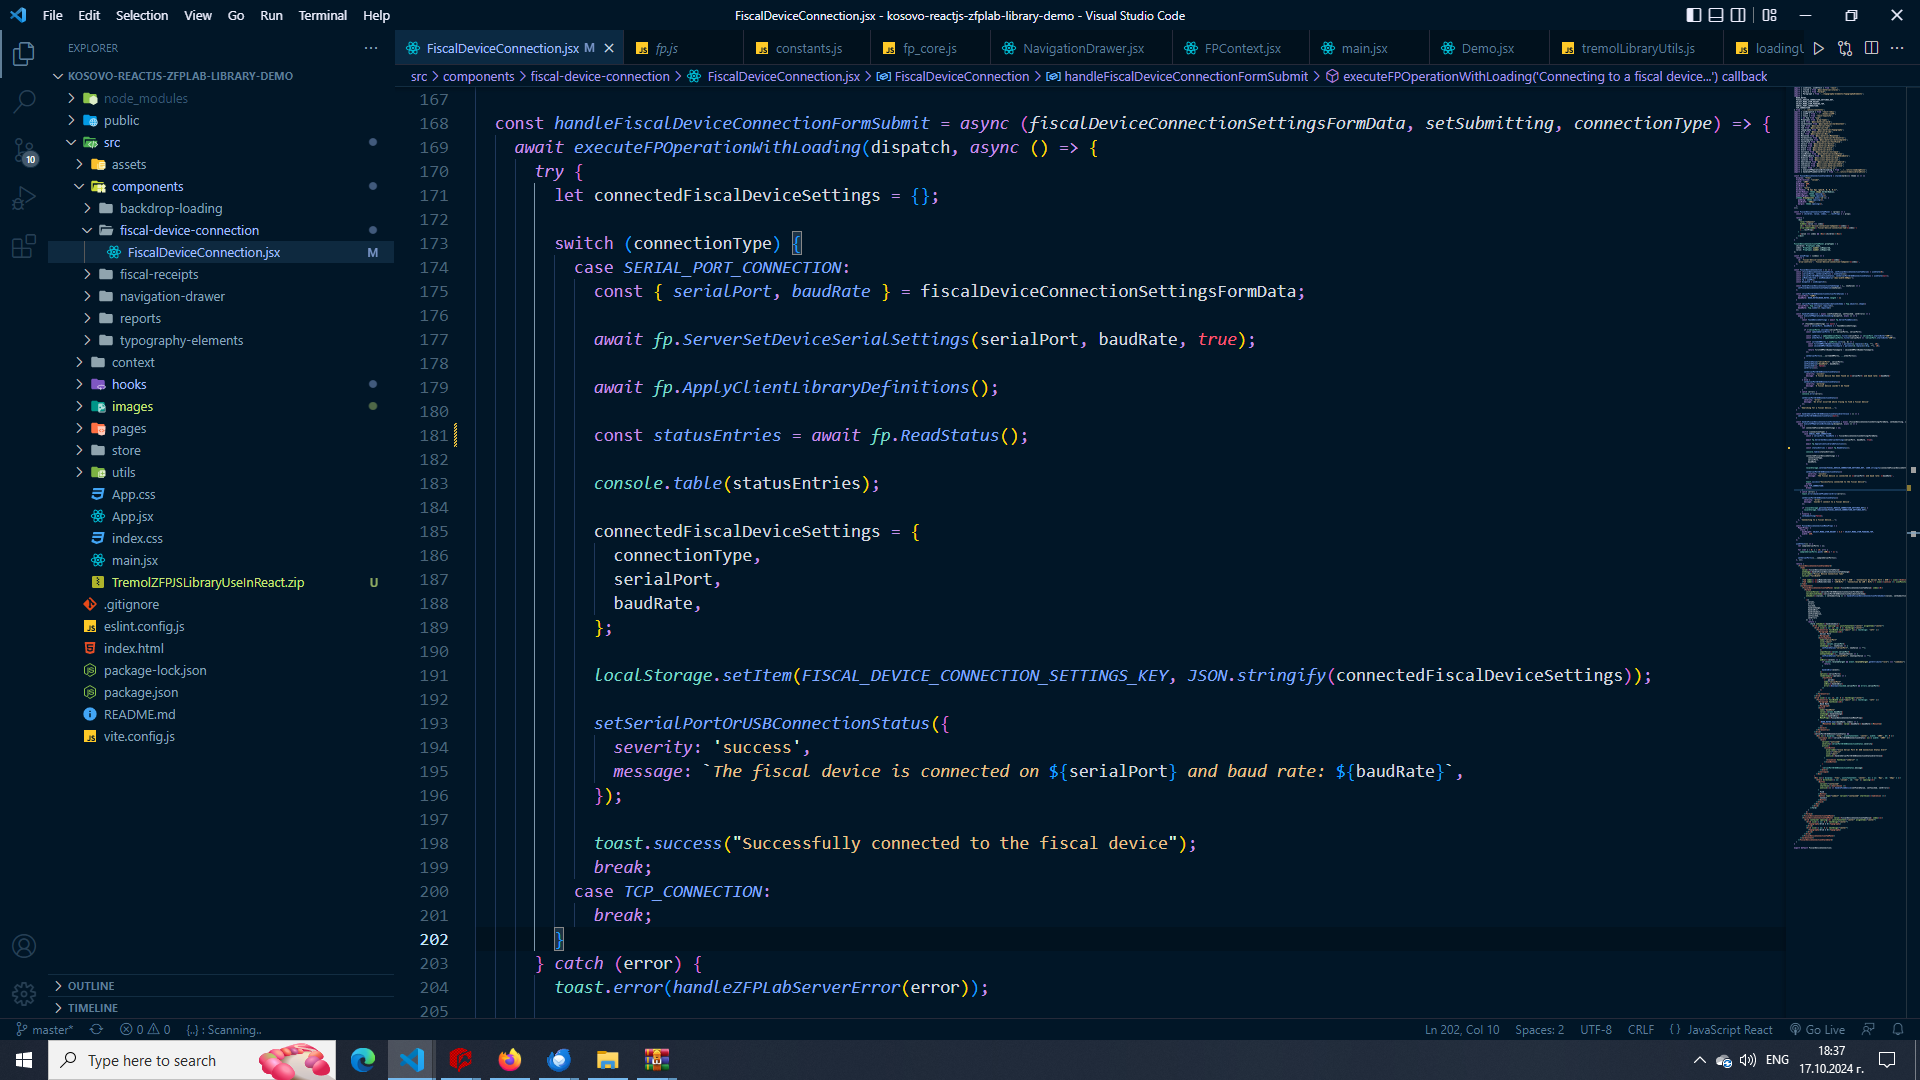 File Edit Selection View Go Run Terminal Help
FiscalDeviceConnection.jsx - kosovo-reactjs-zfplab-library-demo - Visual Studio Code
EXPLORER
KOSOVO-REACTJS-ZFPLAB-LIBRARY-DEMO
node_modules
public
src
assets
components
backdrop-loading
fiscal-device-connection
FiscalDeviceConnection.jsx M
fiscal-receipts
navigation-drawer
reports
typography-elements
context
hooks
images
pages
store
utils
App.css
App.jsx
index.css
main.jsx
TremolZFPJSLibraryUseInReact.zip U
.gitignore
eslint.config.js
index.html
package-lock.json
package.json
README.md
vite.config.js
OUTLINE
TIMELINE
10
FiscalDeviceConnection.jsx M fp.js constants.js fp_core.js NavigationDrawer.jsx FPContext.jsx main.jsx Demo.jsx tremolLibraryUtils.js loadingU
src > components > fiscal-device-connection > FiscalDeviceConnection.jsx > FiscalDeviceConnection > handleFiscalDeviceConnectionFormSubmit > executeFPOperationWithLoading('Connecting to a fiscal device...') callback
167
168 const handleFiscalDeviceConnectionFormSubmit = async (fiscalDeviceConnectionSettingsFormData, setSubmitting, connectionType) => {
169 await executeFPOperationWithLoading(dispatch, async () => {
170 try {
171 let connectedFiscalDeviceSettings = {};
172
173 switch (connectionType) {
174 case SERIAL_PORT_CONNECTION:
175 const { serialPort, baudRate } = fiscalDeviceConnectionSettingsFormData;
176
177 await fp.ServerSetDeviceSerialSettings(serialPort, baudRate, true);
178
179 await fp.ApplyClientLibraryDefinitions();
180
181 const statusEntries = await fp.ReadStatus();
182
183 console.table(statusEntries);
184
185 connectedFiscalDeviceSettings = {
186 connectionType,
187 serialPort,
188 baudRate,
189 };
190
191 localStorage.setItem(FISCAL_DEVICE_CONNECTION_SETTINGS_KEY, JSON.stringify(connectedFiscalDeviceSettings));
192
193 setSerialPortOrUSBConnectionStatus({
194 severity: 'success',
195 message: `The fiscal device is connected on ${serialPort} and baud rate: ${baudRate}`,
196 });
197
198 toast.success("Successfully connected to the fiscal device");
199 break;
200 case TCP_CONNECTION:
201 break;
202 }
203 } catch (error) {
204 toast.error(handleZFPLabServerError(error));
205
master* 0 0 {..} : Scanning.. Ln 202, Col 10 Spaces: 2 UTF-8 CRLF { } JavaScript React Go Live
Type here to search
ENG
18:37
17.10.2024 г.